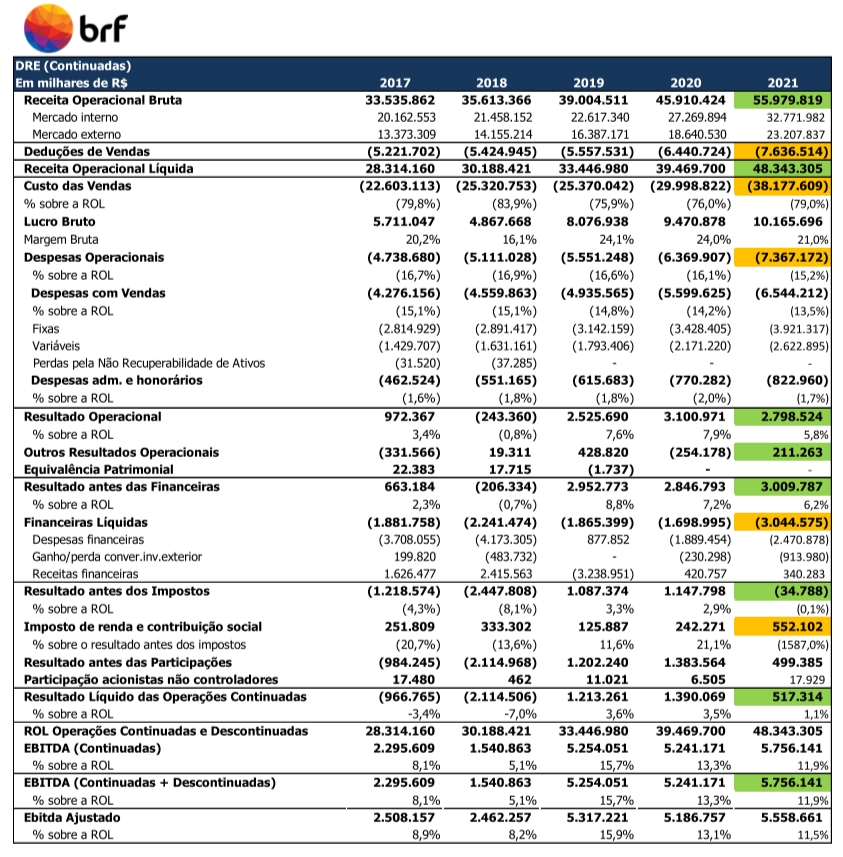 brf
DRE (Continuadas)
Em milhares de R$ 2017 2018 2019 2020 2021
Receita Operacional Bruta 33.535.862 35.613.366 39.004.511 45.910.424 55.979.819
Mercado interno 20.162.553 21.458.152 22.617.340 27.269.894 32.771.982
Mercado externo 13.373.309 14.155.214 16.387.171 18.640.530 23.207.837
Deduções de Vendas (5.221.702) (5.424.945) (5.557.531) (6.440.724) (7.636.514)
Receita Operacional Líquida 28.314.160 30.188.421 33.446.980 39.469.700 48.343.305
Custo das Vendas (22.603.113) (25.320.753) (25.370.042) (29.998.822) (38.177.609)
% sobre a ROL (79,8%) (83,9%) (75,9%) (76,0%) (79,0%)
Lucro Bruto 5.711.047 4.867.668 8.076.938 9.470.878 10.165.696
Margem Bruta 20,2% 16,1% 24,1% 24,0% 21,0%
Despesas Operacionais (4.738.680) (5.111.028) (5.551.248) (6.369.907) (7.367.172)
% sobre a ROL (16,7%) (16,9%) (16,6%) (16,1%) (15,2%)
Despesas com Vendas (4.276.156) (4.559.863) (4.935.565) (5.599.625) (6.544.212)
% sobre a ROL (15,1%) (15,1%) (14,8%) (14,2%) (13,5%)
Fixas (2.814.929) (2.891.417) (3.142.159) (3.428.405) (3.921.317)
Variáveis (1.429.707) (1.631.161) (1.793.406) (2.171.220) (2.622.895)
Perdas pela Não Recuperabilidade de Ativos (31.520) (37.285) - - -
Despesas adm. e honorários (462.524) (551.165) (615.683) (770.282) (822.960)
% sobre a ROL (1,6%) (1,8%) (1,8%) (2,0%) (1,7%)
Resultado Operacional 972.367 (243.360) 2.525.690 3.100.971 2.798.524
% sobre a ROL 3,4% (0,8%) 7,6% 7,9% 5,8%
Outros Resultados Operacionais (331.566) 19.311 428.820 (254.178) 211.263
Equivalência Patrimonial 22.383 17.715 (1.737) - -
Resultado antes das Financeiras 663.184 (206.334) 2.952.773 2.846.793 3.009.787
% sobre a ROL 2,3% (0,7%) 8,8% 7,2% 6,2%
Financeiras Líquidas (1.881.758) (2.241.474) (1.865.399) (1.698.995) (3.044.575)
Despesas financeiras (3.708.055) (4.173.305) 877.852 (1.889.454) (2.470.878)
Ganho/perda conver.inv.exterior 199.820 (483.732) - (230.298) (913.980)
Receitas financeiras 1.626.477 2.415.563 (3.238.951) 420.757 340.283
Resultado antes dos Impostos (1.218.574) (2.447.808) 1.087.374 1.147.798 (34.788)
% sobre a ROL (4,3%) (8,1%) 3,3% 2,9% (0,1%)
Imposto de renda e contribuição social 251.809 333.302 125.887 242.271 552.102
% sobre o resultado antes dos impostos (20,7%) (13,6%) 11,6% 21,1% (1587,0%)
Resultado antes das Participações (984.245) (2.114.968) 1.202.240 1.383.564 499.385
Participação acionistas não controladores 17.480 462 11.021 6.505 17.929
Resultado Líquido das Operações Continuadas (966.765) (2.114.506) 1.213.261 1.390.069 517.314
% sobre a ROL -3,4% -7,0% 3,6% 3,5% 1,1%
ROL Operações Continuadas e Descontinuadas 28.314.160 30.188.421 33.446.980 39.469.700 48.343.305
EBITDA (Continuadas) 2.295.609 1.540.863 5.254.051 5.241.171 5.756.141
% sobre a ROL 8,1% 5,1% 15,7% 13,3% 11,9%
EBITDA (Continuadas + Descontinuadas) 2.295.609 1.540.863 5.254.051 5.241.171 5.756.141
% sobre a ROL 8,1% 5,1% 15,7% 13,3% 11,9%
Ebitda Ajustado 2.508.157 2.462.257 5.317.221 5.186.757 5.558.661
% sobre a ROL 8,9% 8,2% 15,9% 13,1% 11,5%